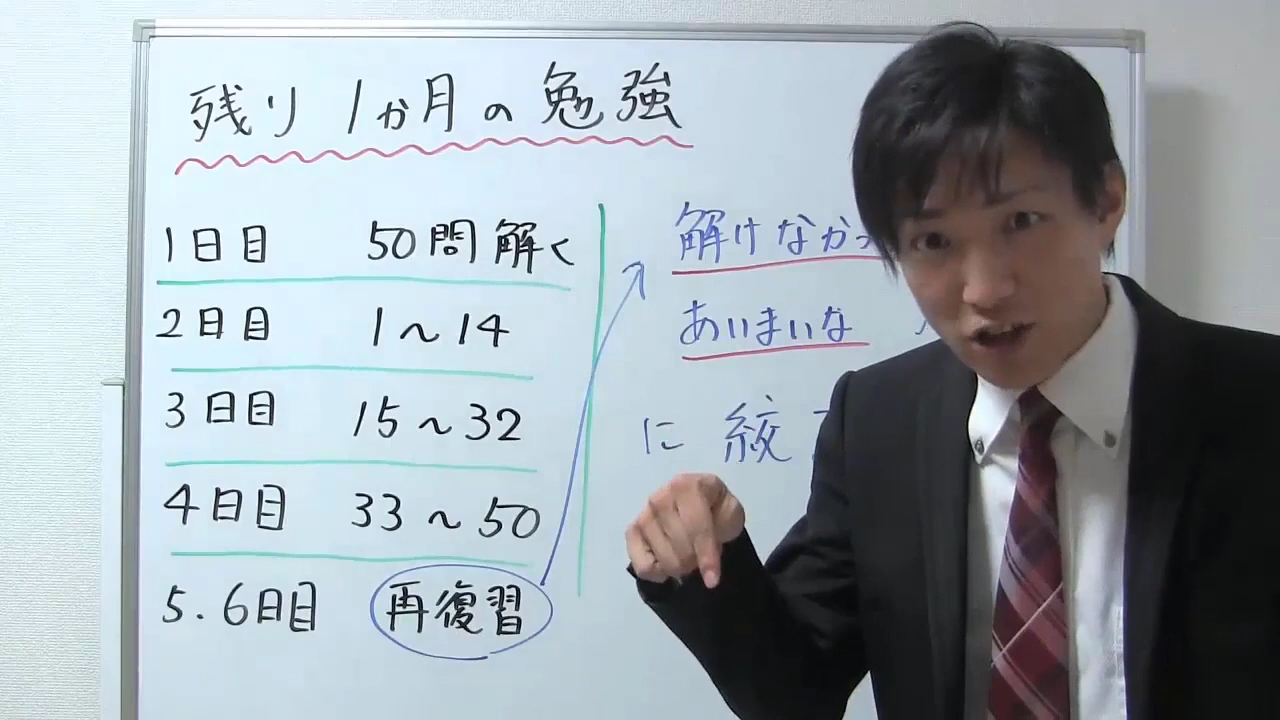 残り1か月の勉強
1日目 50問解く
2日目 1～14
3日目 15～32
4日目 33～50
5.6日目 再復習
解けなかっ
あいまいな
に絞